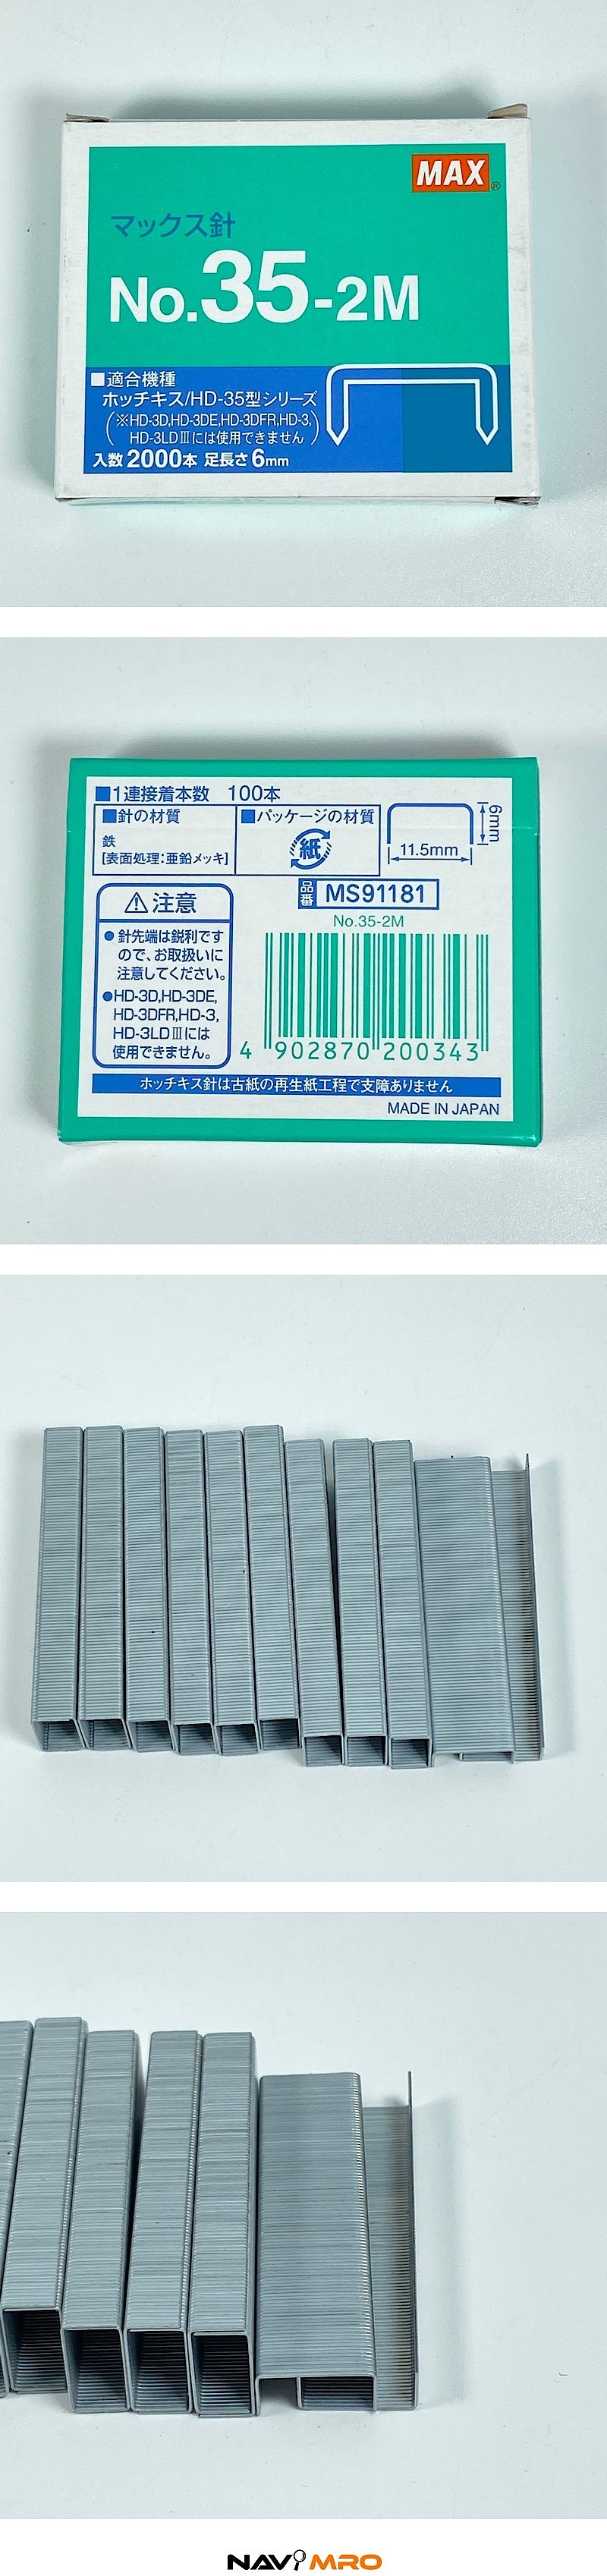 MAX®
マックス針
No.35-2M
■適合機種
ホッチキス/HD-35型シリーズ
(※HD-3D,HD-3DE,HD-3DFR,HD-3,
HD-3LDⅢには使用できません)
入数2000本 足長さ6mm
■1連接着本数 100本
■針の材質
鉄
[表面処理:亜鉛メッキ]
■パッケージの材質
紙
6mm
11.5mm
品番 MS91181
No.35-2M
⚠注意
●針先端は鋭利です
ので、お取扱いに
注意してください。
●HD-3D,HD-3DE,
HD-3DFR,HD-3,
HD-3LDⅢには
使用できません。
4 902870 200343
ホッチキス針は古紙の再生紙工程で支障ありません
MADE IN JAPAN
NAVIMRO